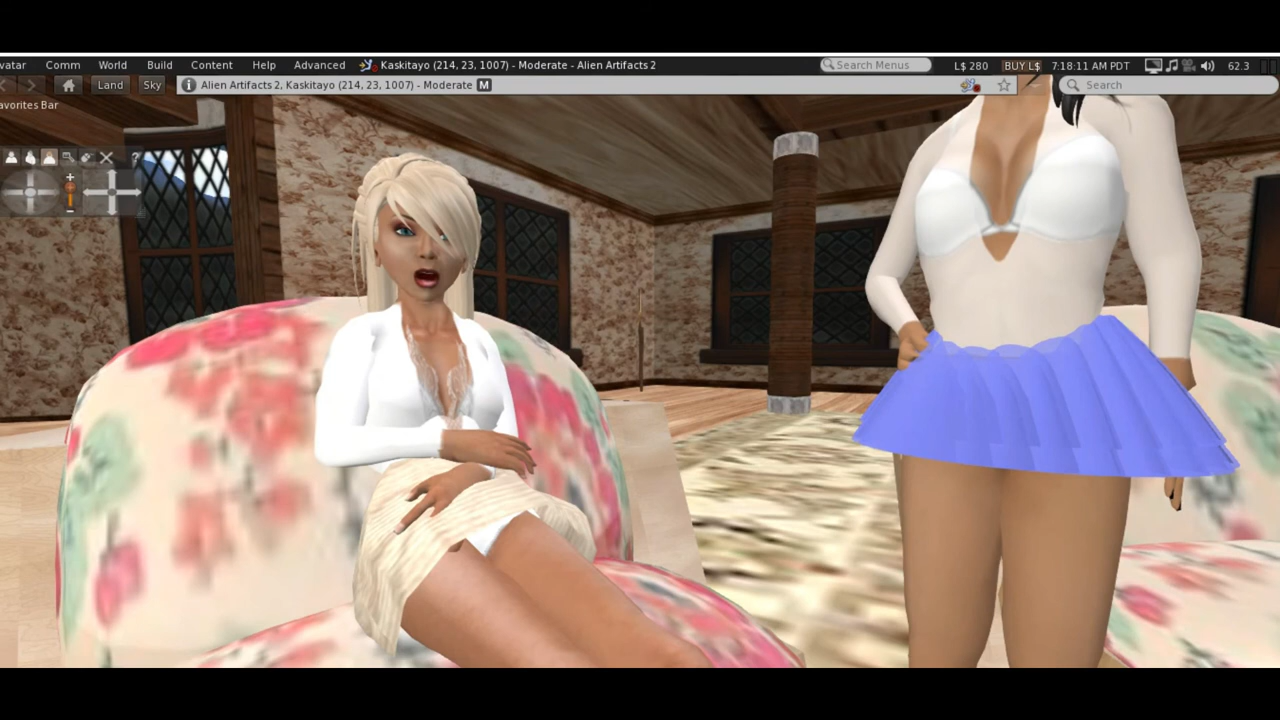 vatar Comm World Build Content Help Advanced Kaskitayo (214, 23, 1007) - Moderate - Alien Artifacts 2 Search Menus L$ 280 BUY L$ 7:18:11 AM PDT 62.3
Land Sky Alien Artifacts 2, Kaskitayo (214, 23, 1007) - Moderate M Search
avorites Bar
?